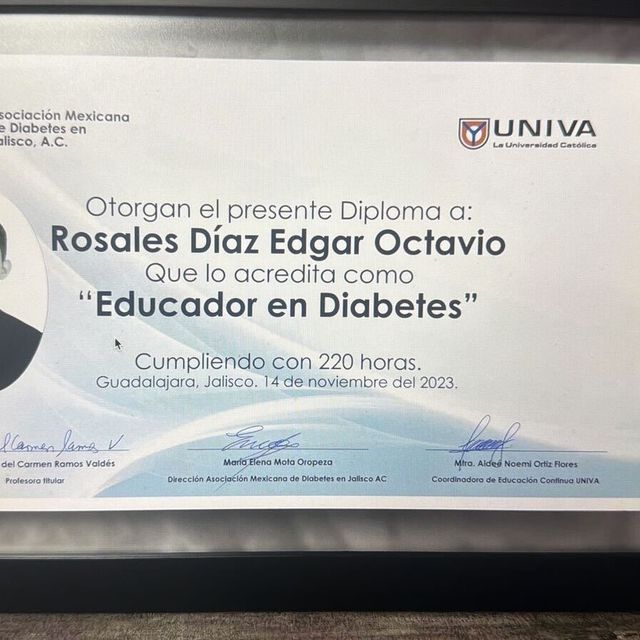 sociación Mexicana
e Diabetes en
alisco, A.C.
UNIVA
La Universidad Católica
Otorgan el presente Diploma a:
Rosales Díaz Edgar Octavio
Que lo acredita como
“Educador en Diabetes”
Cumpliendo con 220 horas.
Guadalajara, Jalisco. 14 de noviembre del 2023.
del Carmen Ramos Valdés
Profesora titular
María Elena Mota Oropeza
Dirección Asociación Mexicana de Diabetes en Jalisco AC
Mtra. Aideé Noemi Ortiz Flores
Coordinadora de Educación Continua UNIVA